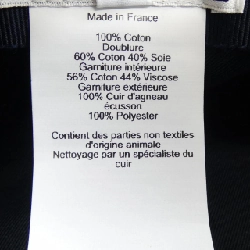 Made in France
100% Coton
Doublure
60% Coton 40% Soie
Garniture intérieure
56% Coton 44% Viscose
Garniture extérieure
100% Cuir d'agneau
écusson
100% Polyester
Contient des parties non textiles
d'origine animale
Nettoyage par un spécialiste du
cuir